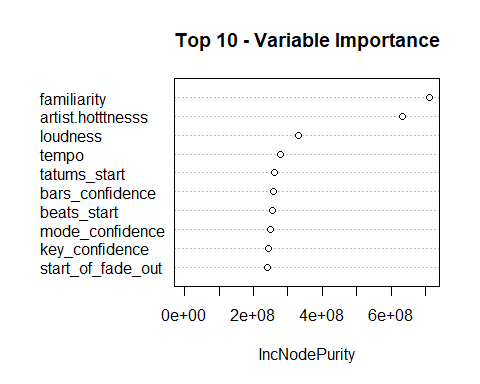 Top 10 - Variable Importance
familiarity
artist.hotttnesss
loudness
tempo
tatums_start
bars_confidence
beats_start
mode_confidence
key_confidence
start_of_fade_out
0e+00 2e+08 4e+08 6e+08
IncNodePurity